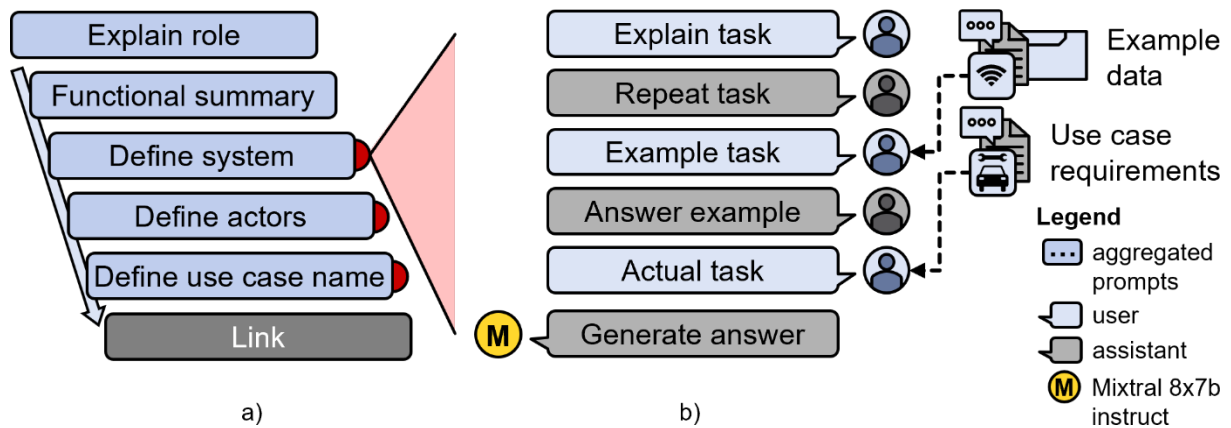 Explain role
Functional summary
Define system
Define actors
Define use case name
Link
a)
Explain task
Repeat task
Example task
Answer example
Actual task
M
Generate answer
b)
Example
data
Use case
requirements
Legend
aggregated
prompts
user
assistant
M
Mixtral 8x7b
instruct